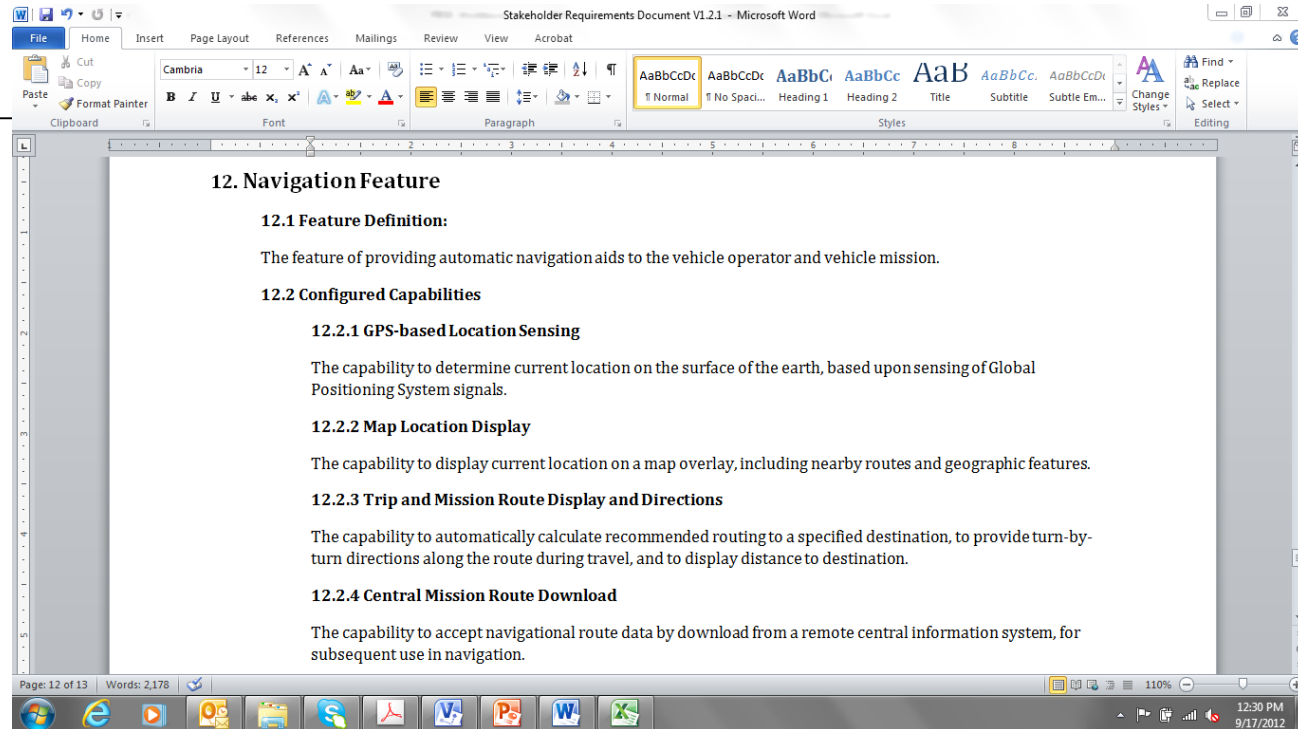 Stakeholder Requirements Document V1.2.1 - Microsoft Word
File Home Insert Page Layout References Mailings Review View Acrobat
Paste
Cut
Copy
Format Painter
Clipboard
Cambria 12
Font
Paragraph
AaBbCcDc AaBbCcDc AaBbC AaBbCc AaB AaBbCc. AaBbCcDc
¶ Normal ¶ No Spaci... Heading 1 Heading 2 Title Subtitle Subtle Em...
Change
Styles
Styles
Find
Replace
Select
Editing
12. Navigation Feature
12.1 Feature Definition:
The feature of providing automatic navigation aids to the vehicle operator and vehicle mission.
12.2 Configured Capabilities
12.2.1 GPS-based Location Sensing
The capability to determine current location on the surface of the earth, based upon sensing of Global
Positioning System signals.
12.2.2 Map Location Display
The capability to display current location on a map overlay, including nearby routes and geographic features.
12.2.3 Trip and Mission Route Display and Directions
The capability to automatically calculate recommended routing to a specified destination, to provide turn-by-
turn directions along the route during travel, and to display distance to destination.
12.2.4 Central Mission Route Download
The capability to accept navigational route data by download from a remote central information system, for
subsequent use in navigation.
Page: 12 of 13 Words: 2,178
110%
12:30 PM
9/17/2012